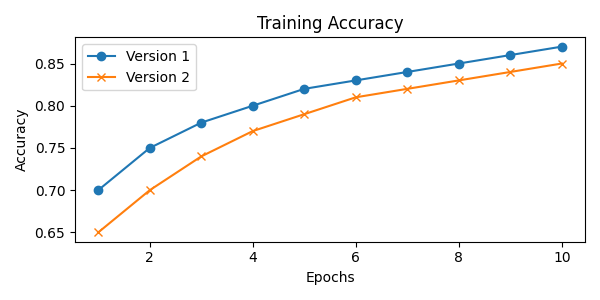 Training Accuracy
Version 1
Version 2
Accuracy
0.85
0.80
0.75
0.70
0.65
2 4 6 8 10
Epochs